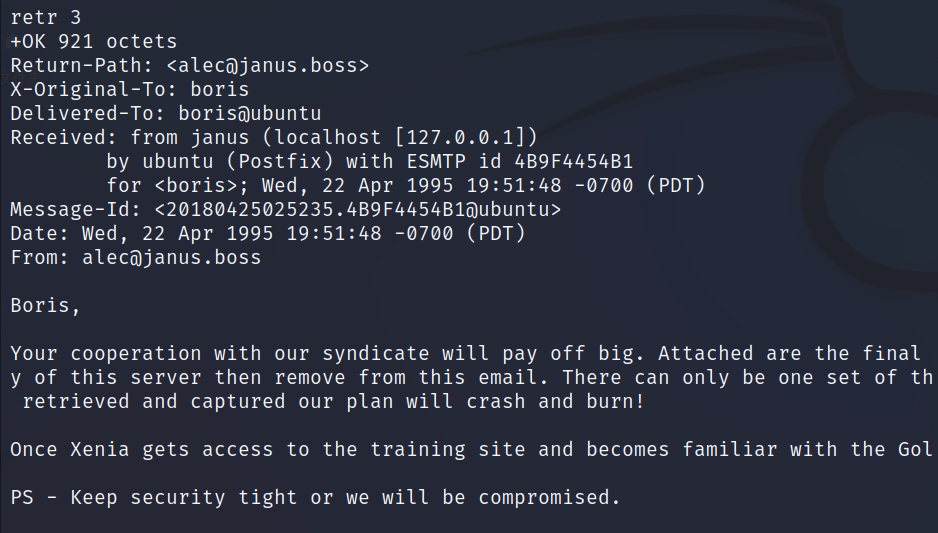 retr 3
+OK 921 octets
Return-Path: <alec@janus.boss>
X-Original-To: boris
Delivered-To: boris@ubuntu
Received: from janus (localhost [127.0.0.1])
by ubuntu (Postfix) with ESMTP id 4B9F4454B1
for <boris>; Wed, 22 Apr 1995 19:51:48 -0700 (PDT)
Message-Id: <20180425025235.4B9F4454B1@ubuntu>
Date: Wed, 22 Apr 1995 19:51:48 -0700 (PDT)
From: alec@janus.boss
Boris,
Your cooperation with our syndicate will pay off big. Attached are the final
y of this server then remove from this email. There can only be one set of th
retrieved and captured our plan will crash and burn!
Once Xenia gets access to the training site and becomes familiar with the Gol
PS - Keep security tight or we will be compromised.